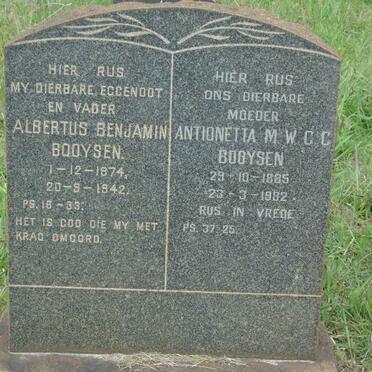 HIER RUS
MY DIERBARE EGGENOOT
EN VADER
ALBERTUS BENJAMIN
BOOYSEN.
1-12-1874.
20-9-1942.
PS. 18-33.
HET IS GOD DIE MY MET
KRAG OMGORD.
HIER RUS
ONS DIERBARE
MOEDER
ANTIONETTA M.W.C.C.
BOOYSEN
29-10-1885
23-3-1982
RUS IN VREDE
PS. 37:25.